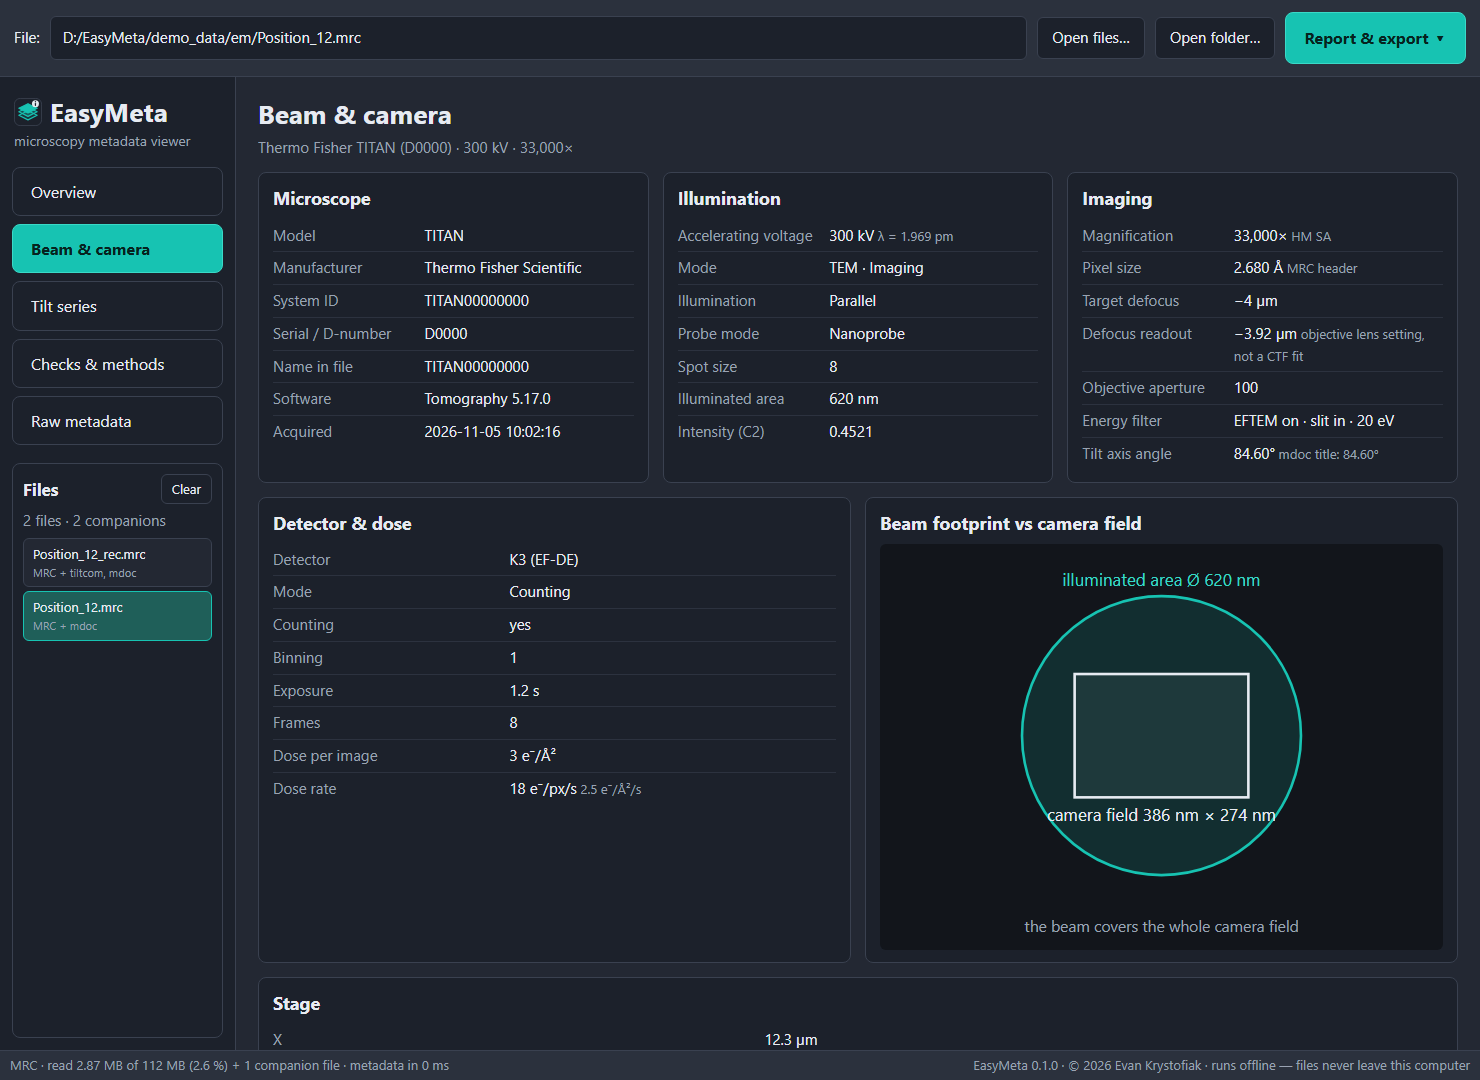 File:
D:/EasyMeta/demo_data/em/Position_12.mrc
Open files...
Open folder...
Report & export ▾
EasyMeta
microscopy metadata viewer
Overview
Beam & camera
Tilt series
Checks & methods
Raw metadata
Files
Clear
2 files · 2 companions
Position_12_rec.mrc
MRC + tiltcom, mdoc
Position_12.mrc
MRC + mdoc
Beam & camera
Thermo Fisher TITAN (D0000) · 300 kV · 33,000×
Microscope
Model TITAN
Manufacturer Thermo Fisher Scientific
System ID TITAN00000000
Serial / D-number D0000
Name in file TITAN00000000
Software Tomography 5.17.0
Acquired 2026-11-05 10:02:16
Illumination
Accelerating voltage 300 kV λ = 1.969 pm
Mode TEM · Imaging
Illumination Parallel
Probe mode Nanoprobe
Spot size 8
Illuminated area 620 nm
Intensity (C2) 0.4521
Imaging
Magnification 33,000× HM SA
Pixel size 2.680 Å MRC header
Target defocus −4 µm
Defocus readout −3.92 µm objective lens setting,
not a CTF fit
Objective aperture 100
Energy filter EFTEM on · slit in · 20 eV
Tilt axis angle 84.60° mdoc title: 84.60°
Detector & dose
Detector K3 (EF-DE)
Mode Counting
Counting yes
Binning 1
Exposure 1.2 s
Frames 8
Dose per image 3 e⁻/Å²
Dose rate 18 e⁻/px/s 2.5 e⁻/Å²/s
Beam footprint vs camera field
illuminated area Ø 620 nm
camera field 386 nm × 274 nm
the beam covers the whole camera field
Stage
X 12.3 µm
MRC · read 2.87 MB of 112 MB (2.6 %) + 1 companion file · metadata in 0 ms
EasyMeta 0.1.0 · © 2026 Evan Krystofiak · runs offline — files never leave this computer